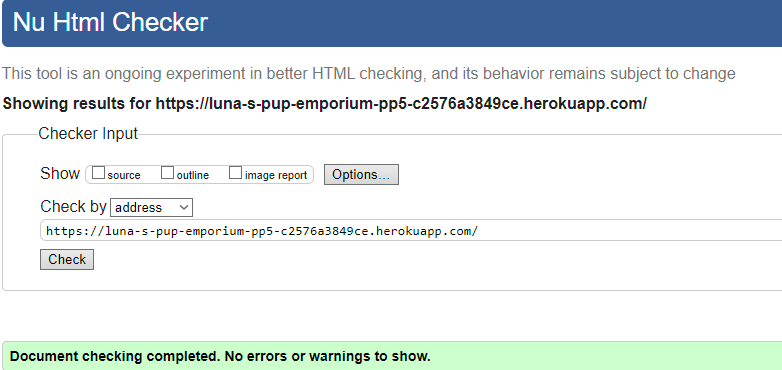 Nu Html Checker
This tool is an ongoing experiment in better HTML checking, and its behavior remains subject to change
Showing results for https://luna-s-pup-emporium-pp5-c2576a3849ce.herokuapp.com/
Checker Input
Show source outline image report Options...
Check by address
https://luna-s-pup-emporium-pp5-c2576a3849ce.herokuapp.com/
Check
Document checking completed. No errors or warnings to show.